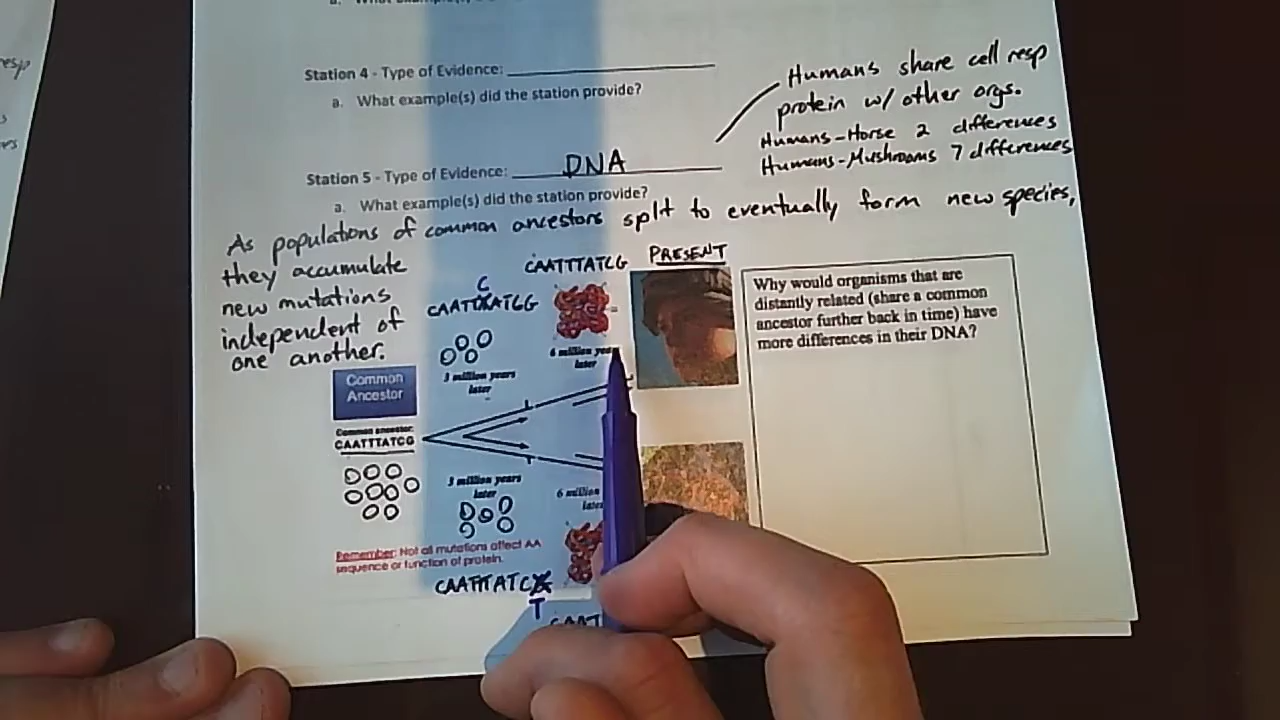 Station 4 - Type of Evidence:
a. What example(s) did the station provide?
Humans share cell resp
protein w/ other orgs.
Humans-Horse 2 differences
Humans-Mushrooms 7 differences
Station 5 - Type of Evidence: DNA
a. What example(s) did the station provide?
As populations of common ancestors split to eventually form new species,
they accumulate
new mutations
independent of
one another.
CAATTTATCG
PRESENT
C
6 million years
later
3 million years
later
Common
Ancestor
Common ancestor:
CAATTTATCG
3 million years
later
6 million
later
Remember: Not all mutations affect AA
sequence or function of protein.
T
CAAT
Why would organisms that are
distantly related (share a common
ancestor further back in time) have
more differences in their DNA?
resp